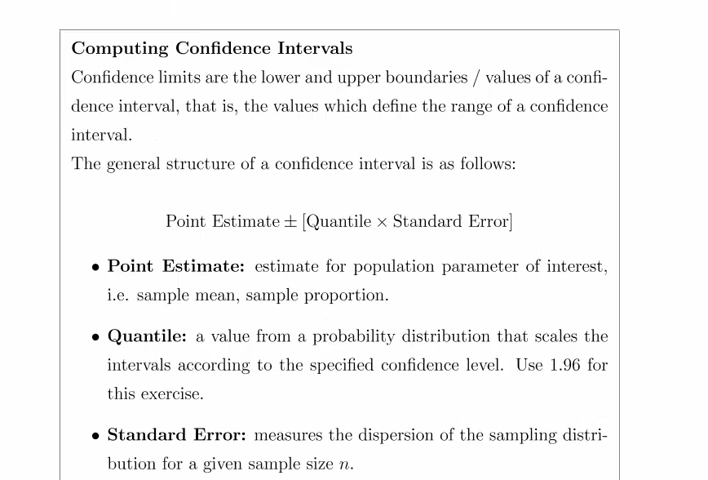 Computing Confidence Intervals
Confidence limits are the lower and upper boundaries / values of a confi-
dence interval, that is, the values which define the range of a confidence
interval.
The general structure of a confidence interval is as follows:
Point Estimate ± [Quantile × Standard Error]
• Point Estimate: estimate for population parameter of interest,
i.e. sample mean, sample proportion.
• Quantile: a value from a probability distribution that scales the
intervals according to the specified confidence level. Use 1.96 for
this exercise.
• Standard Error: measures the dispersion of the sampling distri-
bution for a given sample size n.